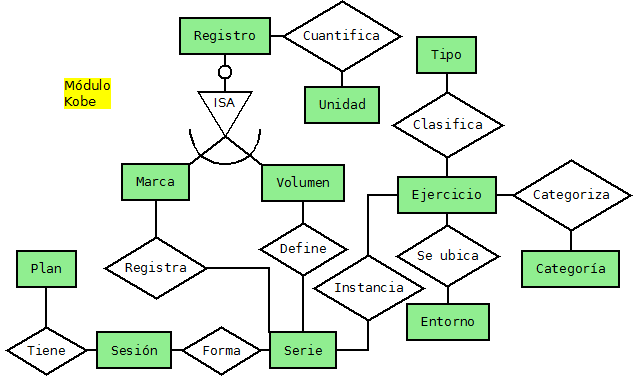 Registro
Cuantifica
Tipo
Módulo
Kobe
ISA
Unidad
Clasifica
Marca
Volumen
Ejercicio
Categoriza
Registra
Define
Se ubica
Plan
Categoría
Instancia
Entorno
Tiene
Sesión
Forma
Serie